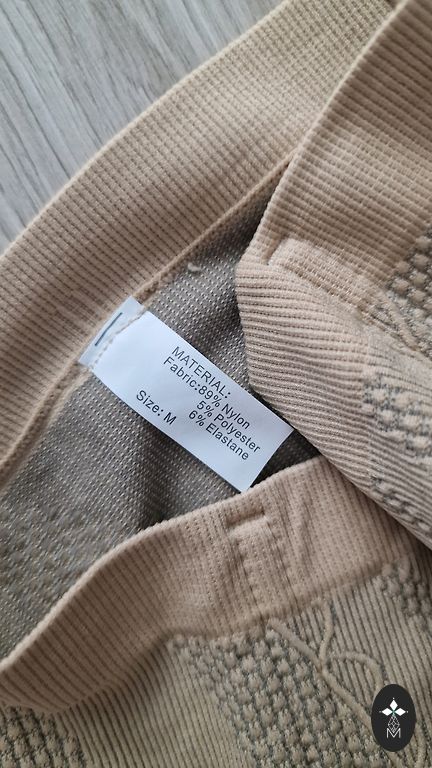 MATERIAL:
Fabric:89% Nylon
5% Polyester
6% Elastane
Size: M
M